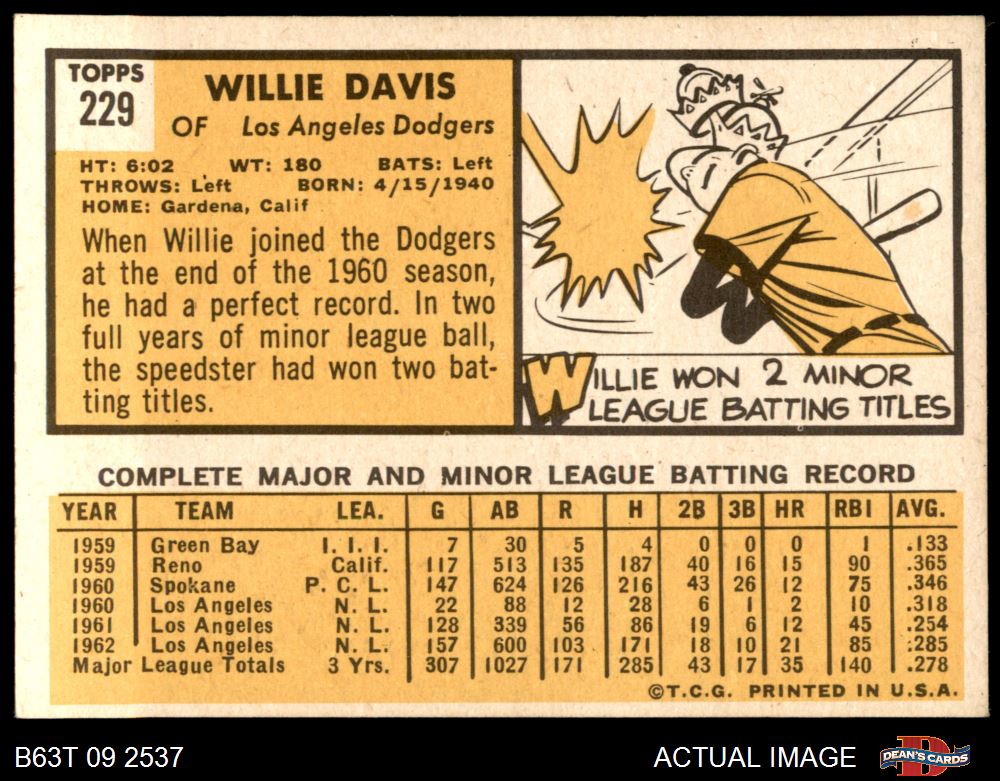 TOPPS
229
WILLIE DAVIS
OF Los Angeles Dodgers
HT: 6:02 WT: 180 BATS: Left
THROWS: Left BORN: 4/15/1940
HOME: Gardena, Calif
When Willie joined the Dodgers
at the end of the 1960 season,
he had a perfect record. In two
full years of minor league ball,
the speedster had won two bat-
ting titles.
WILLIE WON 2 MINOR
LEAGUE BATTING TITLES
COMPLETE MAJOR AND MINOR LEAGUE BATTING RECORD
YEAR TEAM LEA. G AB R H 2B 3B HR RBI AVG.
1959 Green Bay I. I. I. 7 30 5 4 0 0 0 1 .133
1959 Reno Calif. 117 513 135 187 40 16 15 90 .365
1960 Spokane P. C. L. 147 624 126 216 43 26 12 75 .346
1960 Los Angeles N. L. 22 88 12 28 6 1 2 10 .318
1961 Los Angeles N. L. 128 339 56 86 19 6 12 45 .254
1962 Los Angeles N. L. 157 600 103 171 18 10 21 85 .285
Major League Totals 3 Yrs. 307 1027 171 285 43 17 35 140 .278
©T.C.G. PRINTED IN U.S.A.
B63T 09 2537 ACTUAL IMAGE DEAN'S CARDS